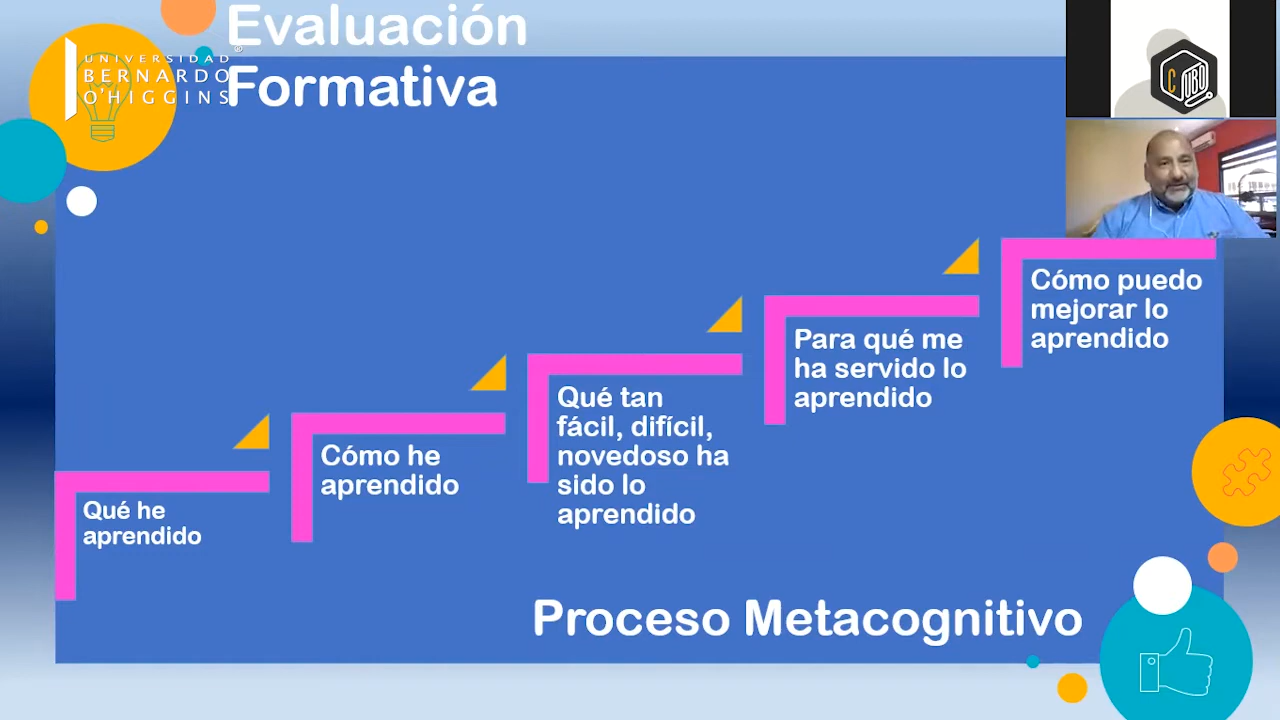 Evaluación
Formativa
UNIVERSIDAD
BERNARDO
O'HIGGINS
®
C UBO
Qué he
aprendido
Cómo he
aprendido
Qué tan
fácil, difícil,
novedoso ha
sido lo
aprendido
Para qué me
ha servido lo
aprendido
Cómo puedo
mejorar lo
aprendido
Proceso Metacognitivo